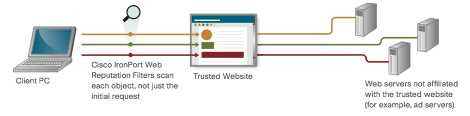 Client PC
Cisco IronPort Web
Reputation Filters scan
each object, not just the
initial request
Trusted Website
Web servers not affiliated
with the trusted website
(for example, ad servers)